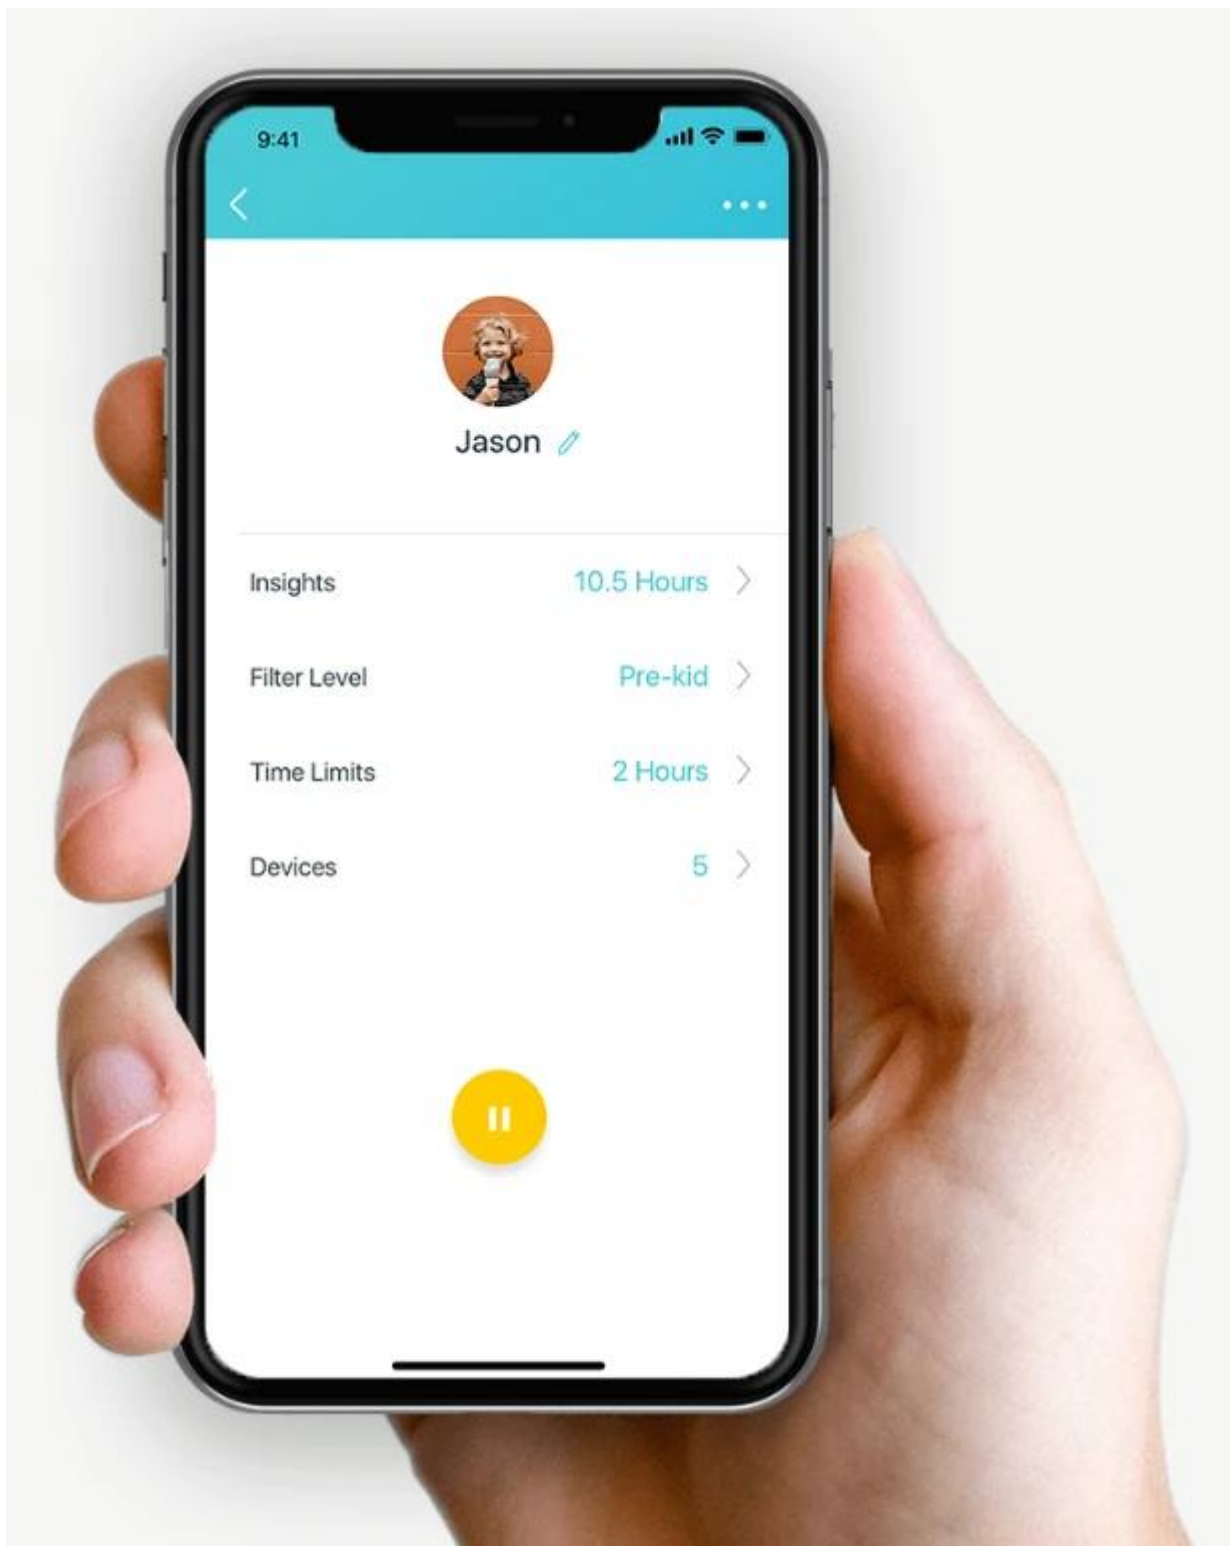 9:41
Jason
Insights 10.5 Hours
Filter Level Pre-kid
Time Limits 2 Hours
Devices 5